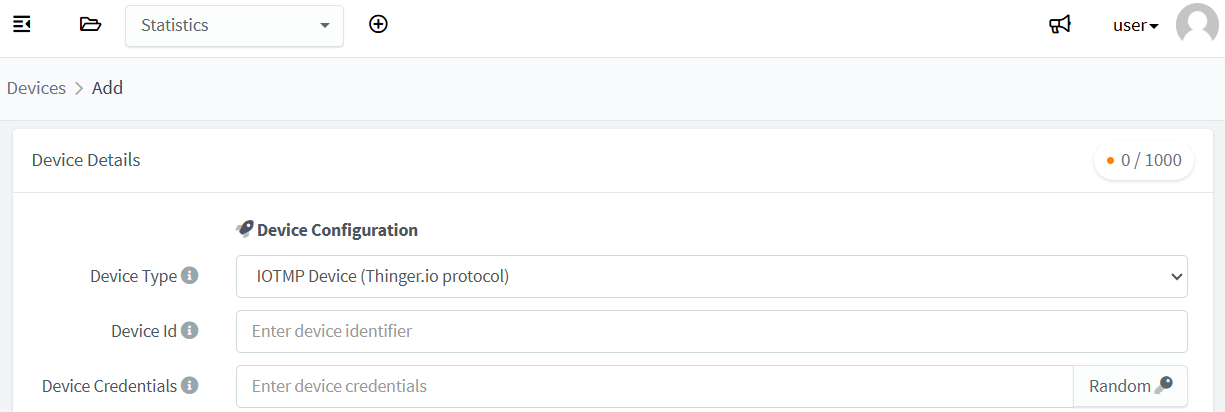 Statistics
user
Devices > Add
Device Details
0 / 1000
Device Configuration
Device Type
IOTMP Device (Thinger.io protocol)
Device Id
Enter device identifier
Device Credentials
Enter device credentials
Random